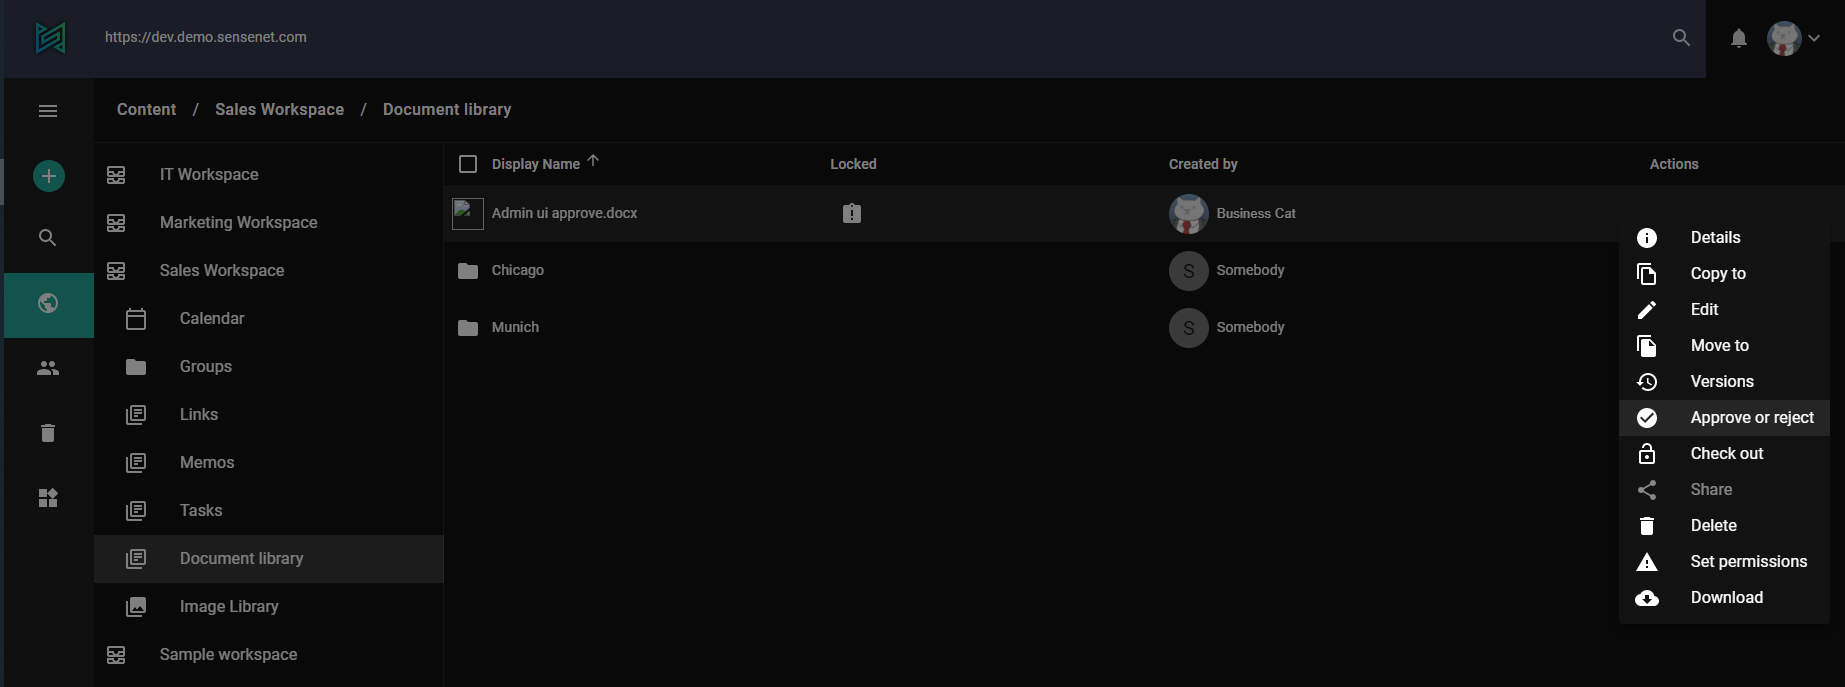 https://dev.demo.sensenet.com
Content / Sales Workspace / Document library
IT Workspace
Marketing Workspace
Sales Workspace
Calendar
Groups
Links
Memos
Tasks
Document library
Image Library
Sample workspace
Display Name Locked Created by Actions
Admin ui approve.docx Business Cat
Chicago S Somebody
Munich S Somebody
Details
Copy to
Edit
Move to
Versions
Approve or reject
Check out
Share
Delete
Set permissions
Download